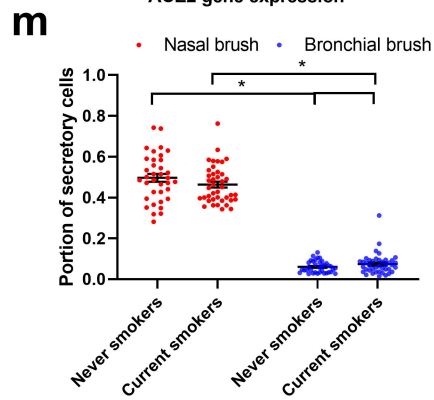 m
Nasal brush
Bronchial brush
*
*
Portion of secretory cells
1.0
0.8
0.6
0.4
0.2
0.0
Never smokers
Current smokers
Never smokers
Current smokers